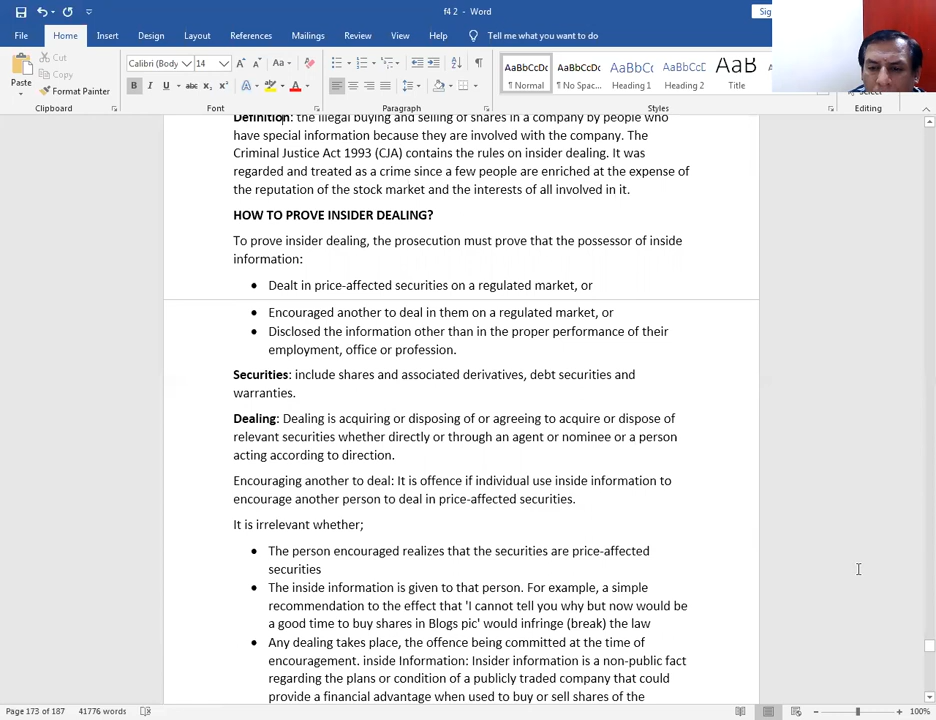 f4 2 - Word
File Home Insert Design Layout References Mailings Review View Help Tell me what you want to do
Paste
Cut
Copy
Format Painter
Clipboard
Calibri (Body 14
Font
Paragraph
AaBbCcDc AaBbCcDc AaBbCc AaBbCcD AaB
¶ Normal ¶ No Spac... Heading 1 Heading 2 Title
Styles
Editing
Definition: the illegal buying and selling of shares in a company by people who
have special information because they are involved with the company. The
Criminal Justice Act 1993 (CJA) contains the rules on insider dealing. It was
regarded and treated as a crime since a few people are enriched at the expense of
the reputation of the stock market and the interests of all involved in it.
HOW TO PROVE INSIDER DEALING?
To prove insider dealing, the prosecution must prove that the possessor of inside
information:
• Dealt in price-affected securities on a regulated market, or
• Encouraged another to deal in them on a regulated market, or
• Disclosed the information other than in the proper performance of their
employment, office or profession.
Securities: include shares and associated derivatives, debt securities and
warranties.
Dealing: Dealing is acquiring or disposing of or agreeing to acquire or dispose of
relevant securities whether directly or through an agent or nominee or a person
acting according to direction.
Encouraging another to deal: It is offence if individual use inside information to
encourage another person to deal in price-affected securities.
It is irrelevant whether;
• The person encouraged realizes that the securities are price-affected
securities
• The inside information is given to that person. For example, a simple
recommendation to the effect that 'I cannot tell you why but now would be
a good time to buy shares in Blogs plc' would infringe (break) the law
• Any dealing takes place, the offence being committed at the time of
encouragement. inside Information: Insider information is a non-public fact
regarding the plans or condition of a publicly traded company that could
provide a financial advantage when used to buy or sell shares of the
Page 173 of 187 41776 words 100%